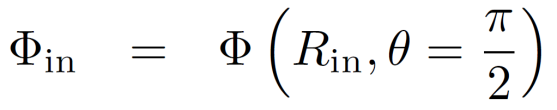 Φ_in = Φ (R_in, θ = π/2)